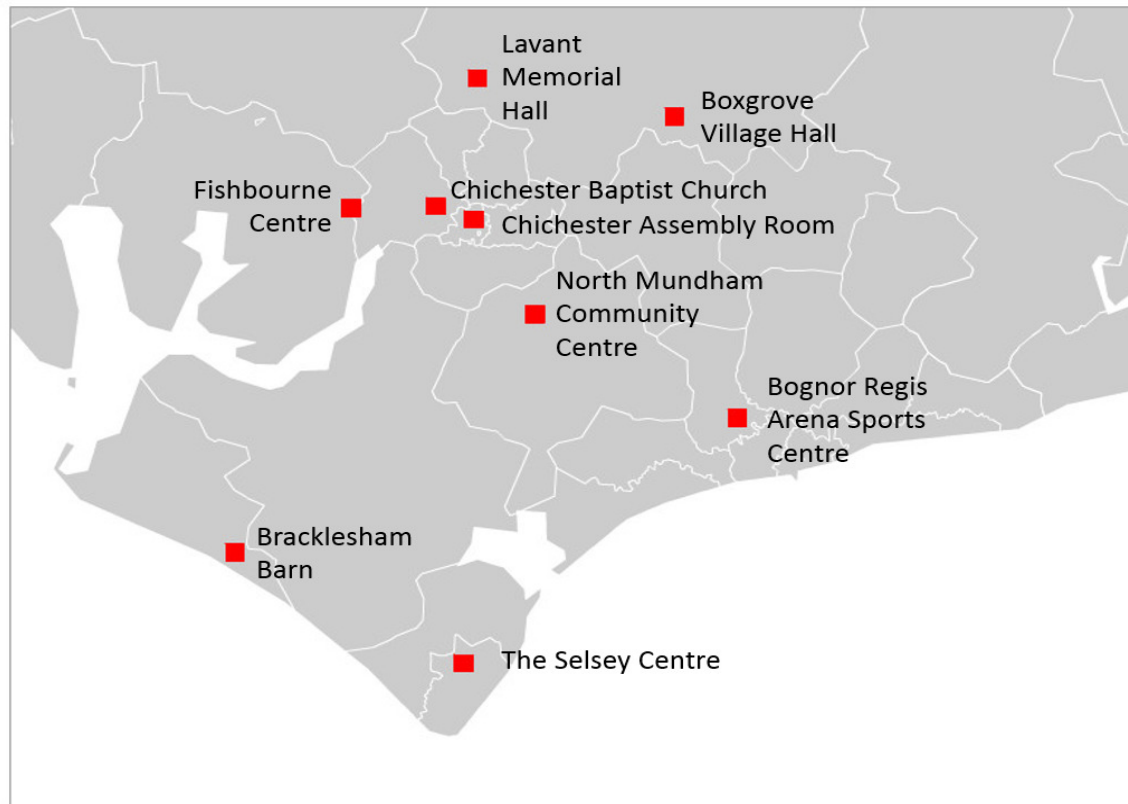 Lavant
Memorial
Hall
Boxgrove
Village Hall
Fishbourne
Centre
Chichester Baptist Church
Chichester Assembly Room
North Mundham
Community
Centre
Bognor Regis
Arena Sports
Centre
Bracklesham
Barn
The Selsey Centre